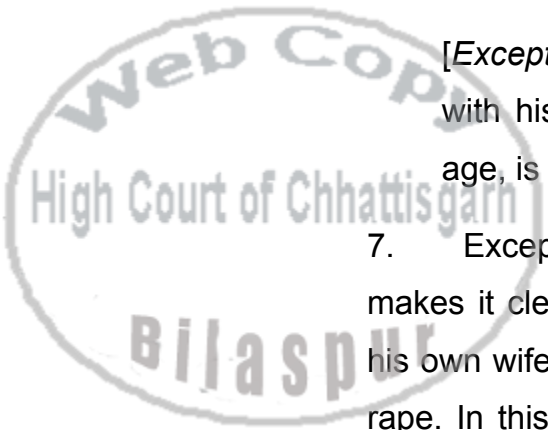 Web Copy
High Court of Chhattisgarh
Bilaspur
[Except
with his
age, is
7. Excep
makes it cle
his own wife
rape. In this